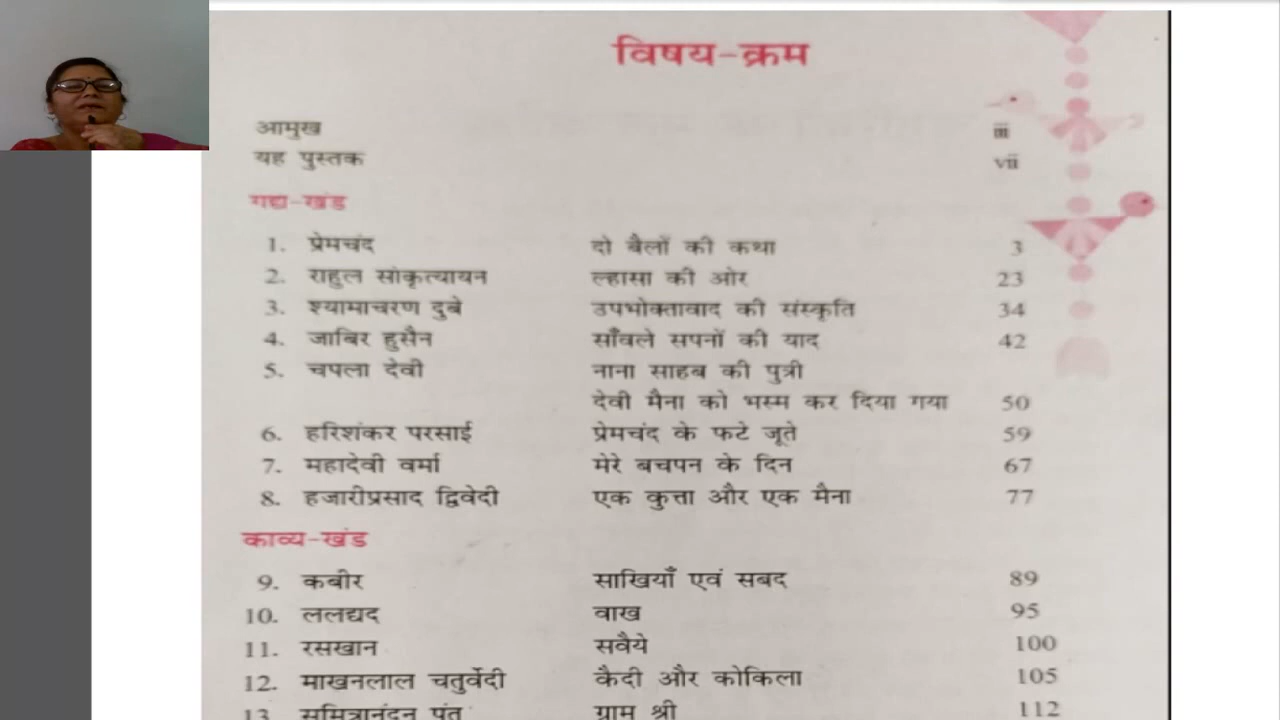 विषय-क्रम
आमुख iii
यह पुस्तक vii
गद्य-खंड
1. प्रेमचंद दो बैलों की कथा 3
2. राहुल सांकृत्यायन ल्हासा की ओर 23
3. श्यामाचरण दुबे उपभोक्तावाद की संस्कृति 34
4. जाबिर हुसैन साँवले सपनों की याद 42
5. चपला देवी नाना साहब की पुत्री
देवी मैना को भस्म कर दिया गया 50
6. हरिशंकर परसाई प्रेमचंद के फटे जूते 59
7. महादेवी वर्मा मेरे बचपन के दिन 67
8. हजारीप्रसाद द्विवेदी एक कुत्ता और एक मैना 77
काव्य-खंड
9. कबीर साखियाँ एवं सबद 89
10. ललद्यद वाख 95
11. रसखान सवैये 100
12. माखनलाल चतुर्वेदी कैदी और कोकिला 105
13. सुमित्रानंदन पंत ग्राम श्री 112